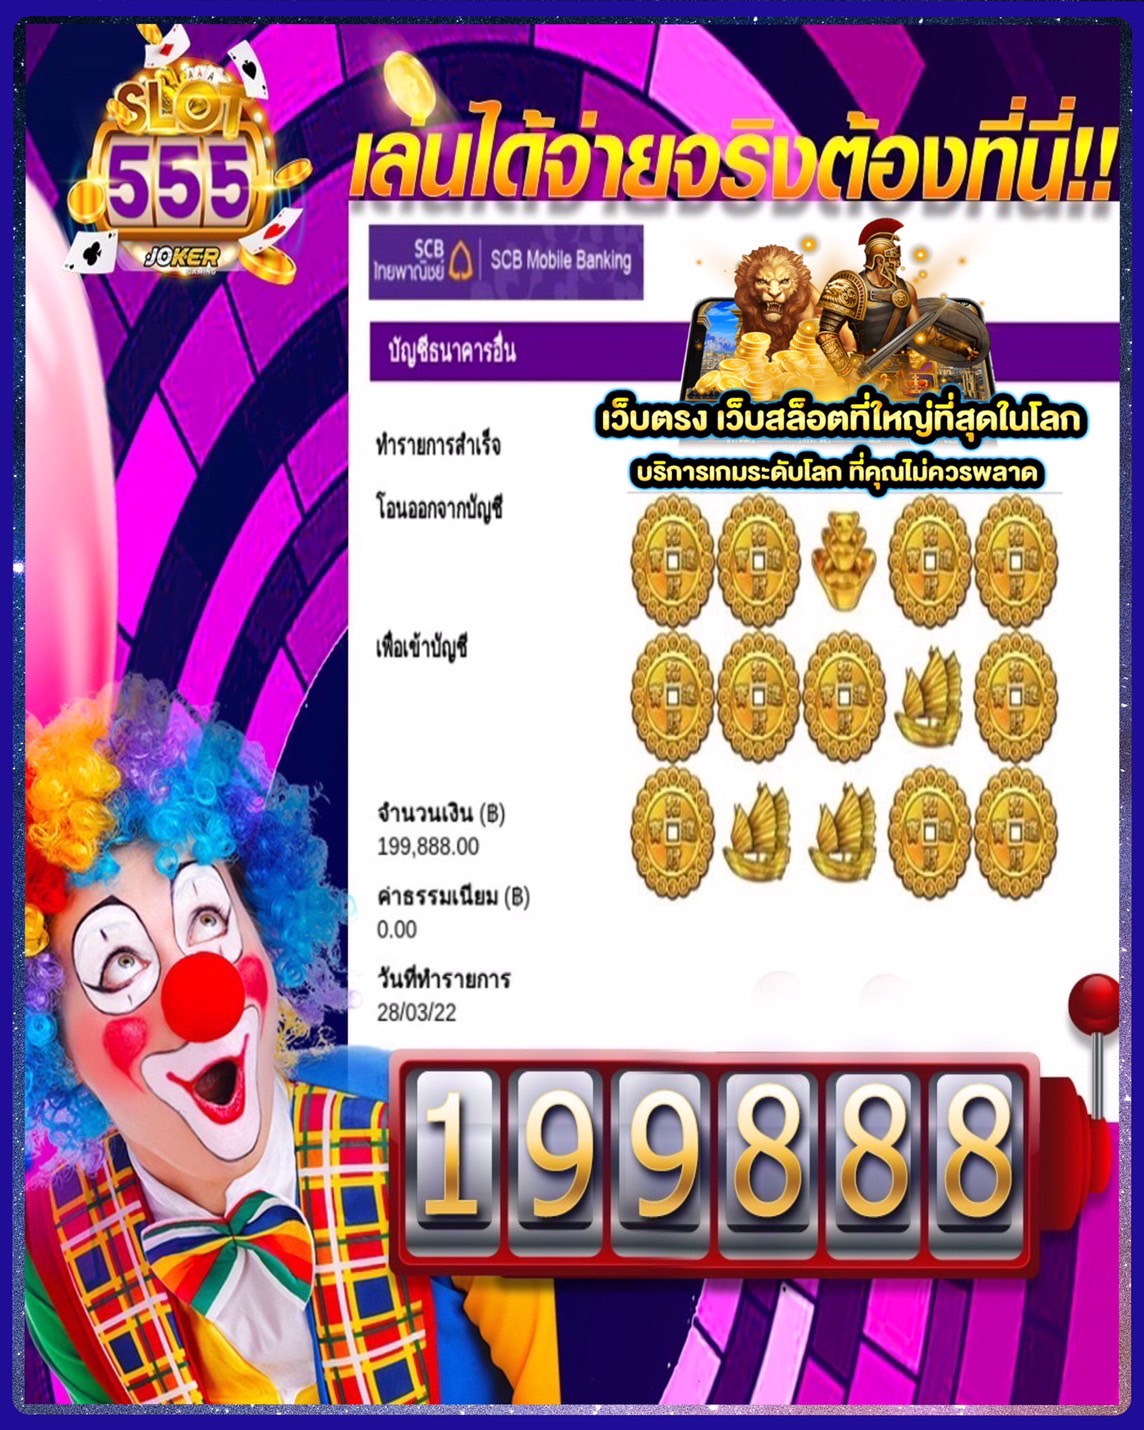 SLOT
555
JOKER
GAMING
เล่นได้จ่ายจริงต้องที่นี่!!
SCB
ไทยพาณิชย์
SCB Mobile Banking
บัญชีธนาคารอื่น
เว็บตรง เว็บสล็อตที่ใหญ่ที่สุดในโลก
บริการเกมระดับโลก ที่คุณไม่ควรพลาด
ทำรายการสำเร็จ
โอนออกจากบัญชี
เพื่อเข้าบัญชี
จำนวนเงิน (฿)
199,888.00
ค่าธรรมเนียม (฿)
0.00
วันที่ทำรายการ
28/03/22
199888